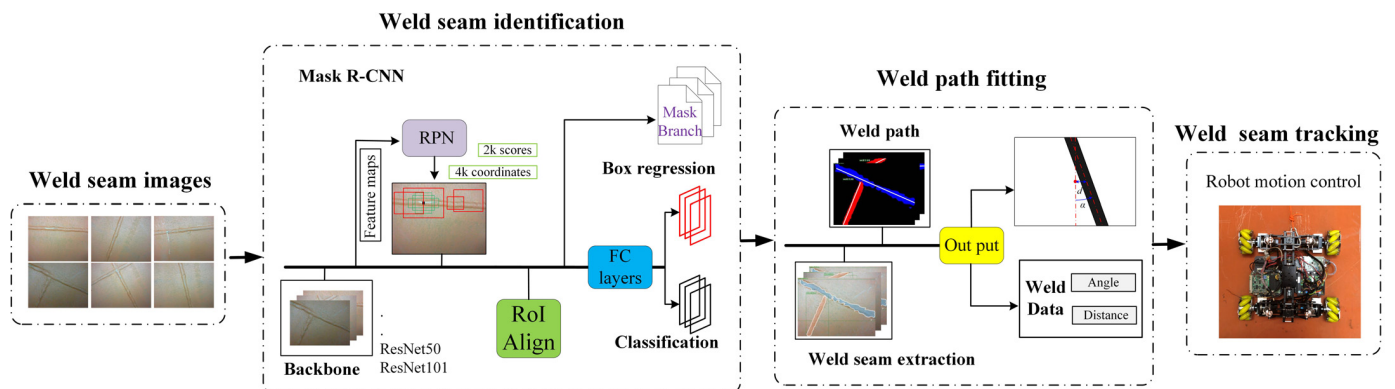 Weld seam images
Weld seam identification
Mask R-CNN
Feature maps
RPN
2k scores
4k coordinates
Mask
Branch
Box regression
FC
layers
RoI
Align
Classification
Backbone
.
.
ResNet50
ResNet101
Weld path fitting
Weld path
Weld seam extraction
Out put
d
α
Weld
Data
Angle
Distance
Weld seam tracking
Robot motion control